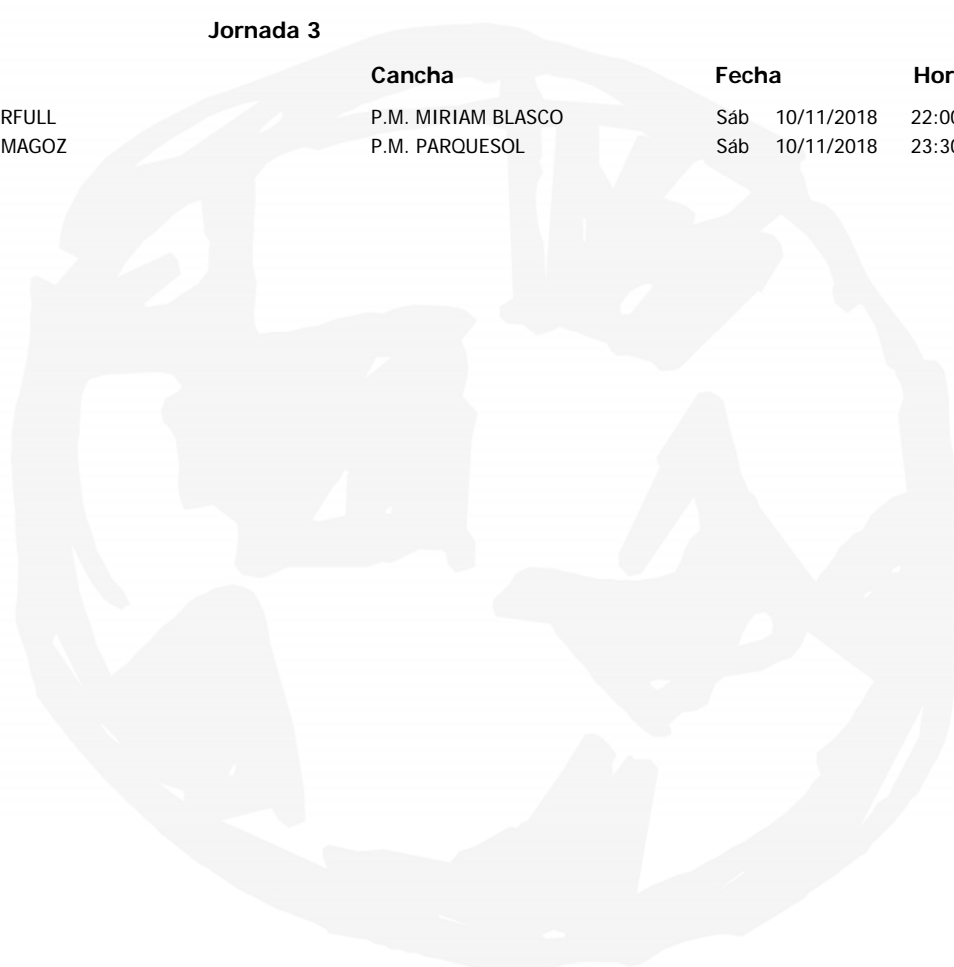 Jornada 3
Cancha Fecha Hor
RFULL P.M. MIRIAM BLASCO Sáb 10/11/2018 22:00
MAGOZ P.M. PARQUESOL Sáb 10/11/2018 23:30